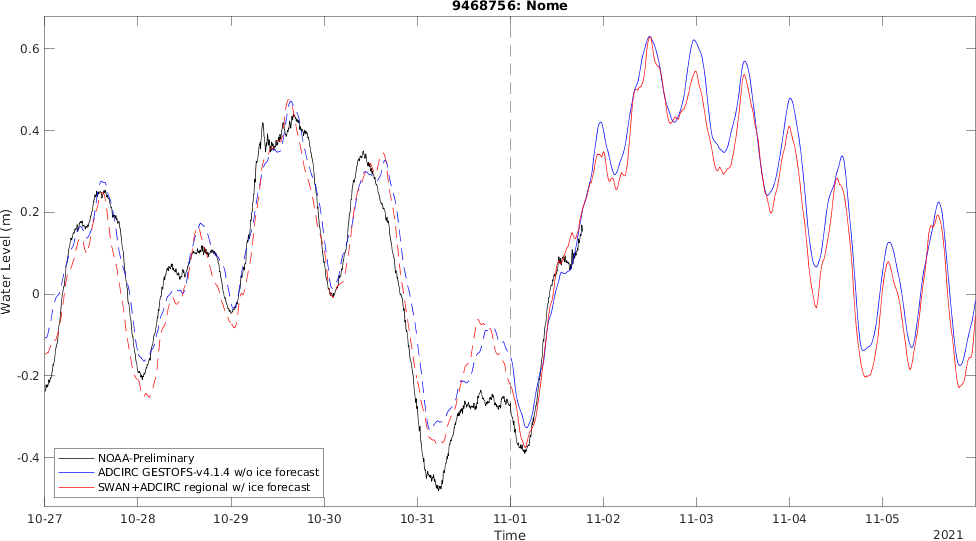 9468756: Nome
Water Level (m)
0.6
0.4
0.2
0
-0.2
-0.4
NOAA-Preliminary
ADCIRC GESTOFS-v4.1.4 w/o ice forecast
SWAN+ADCIRC regional w/ ice forecast
10-27 10-28 10-29 10-30 10-31 11-01 11-02 11-03 11-04 11-05
Time
2021